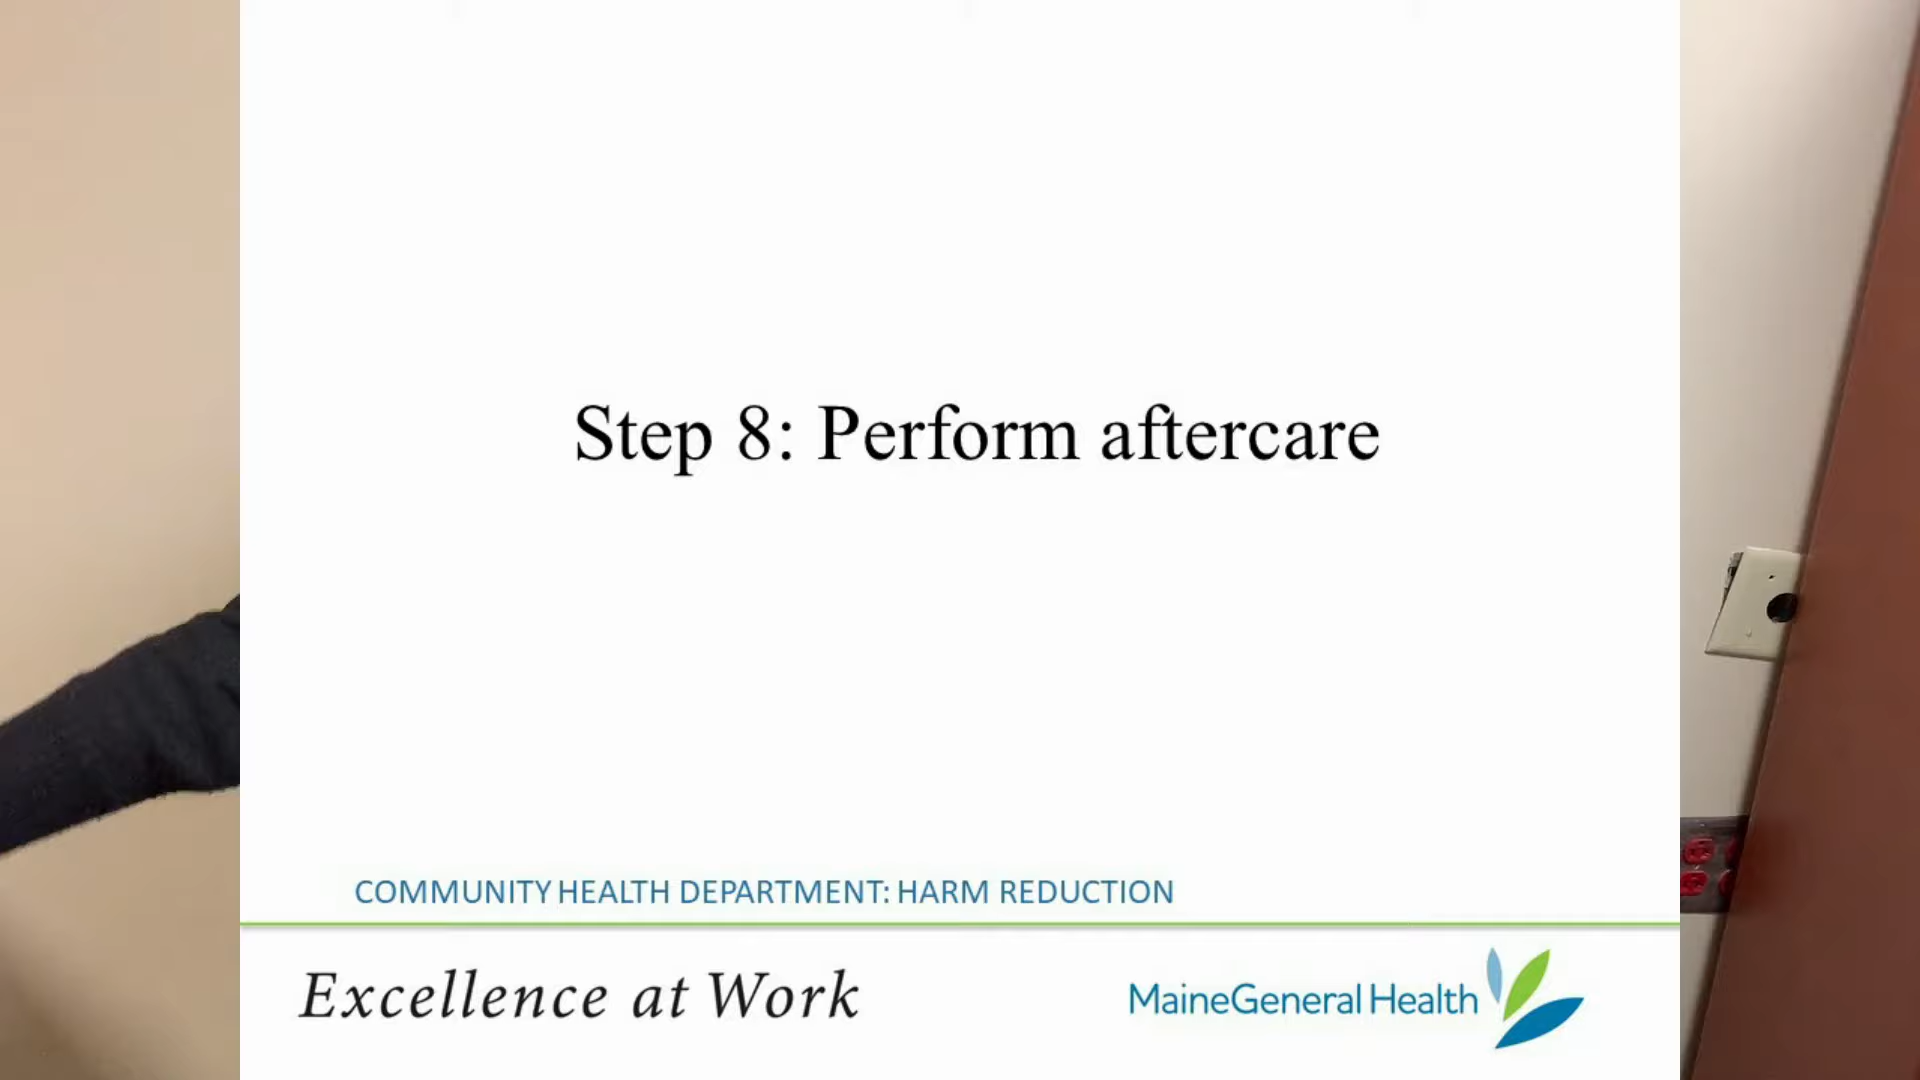 Step 8: Perform aftercare
COMMUNITY HEALTH DEPARTMENT: HARM REDUCTION
Excellence at Work
MaineGeneral Health